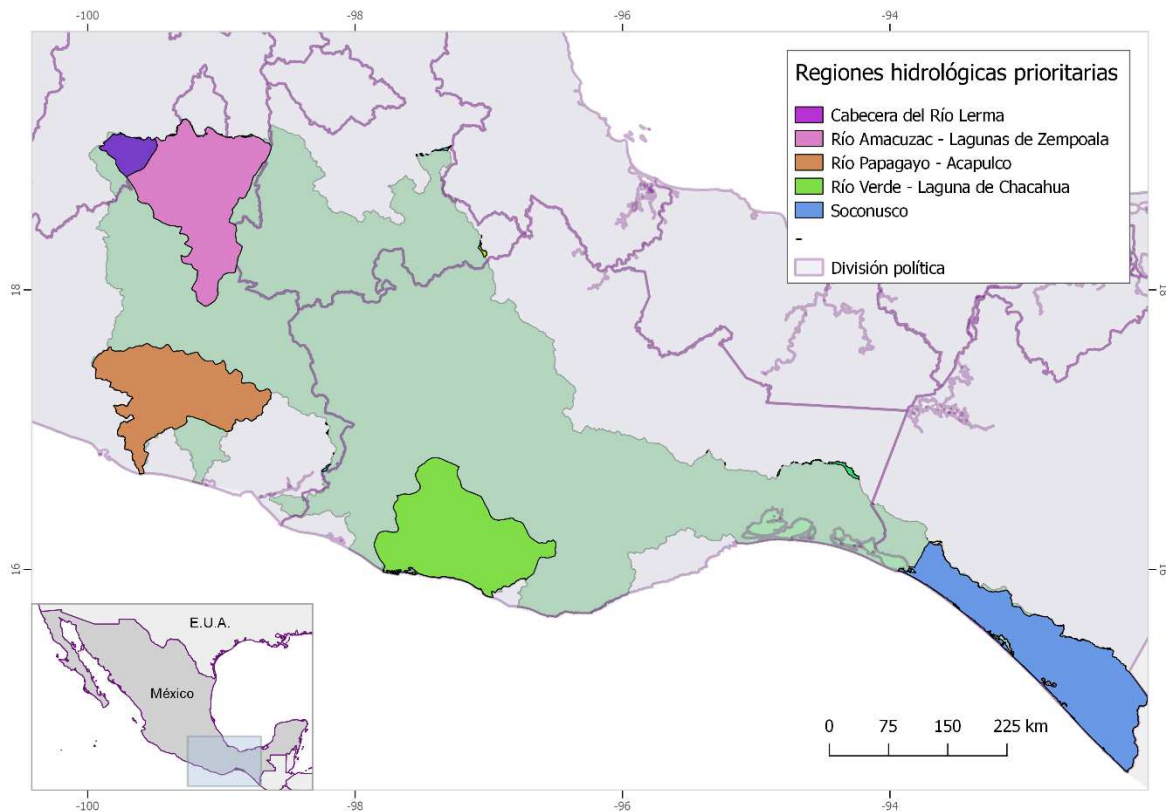 -100 -98 -96 -94
Regiones hidrológicas prioritarias
Cabecera del Río Lerma
Río Amacuzac - Lagunas de Zempoala
Río Papagayo - Acapulco
Río Verde - Laguna de Chacahua
Soconusco
-
División política
18 18
16 15
E.U.A.
México
0 75 150 225 km
-100 -98 -96 -94